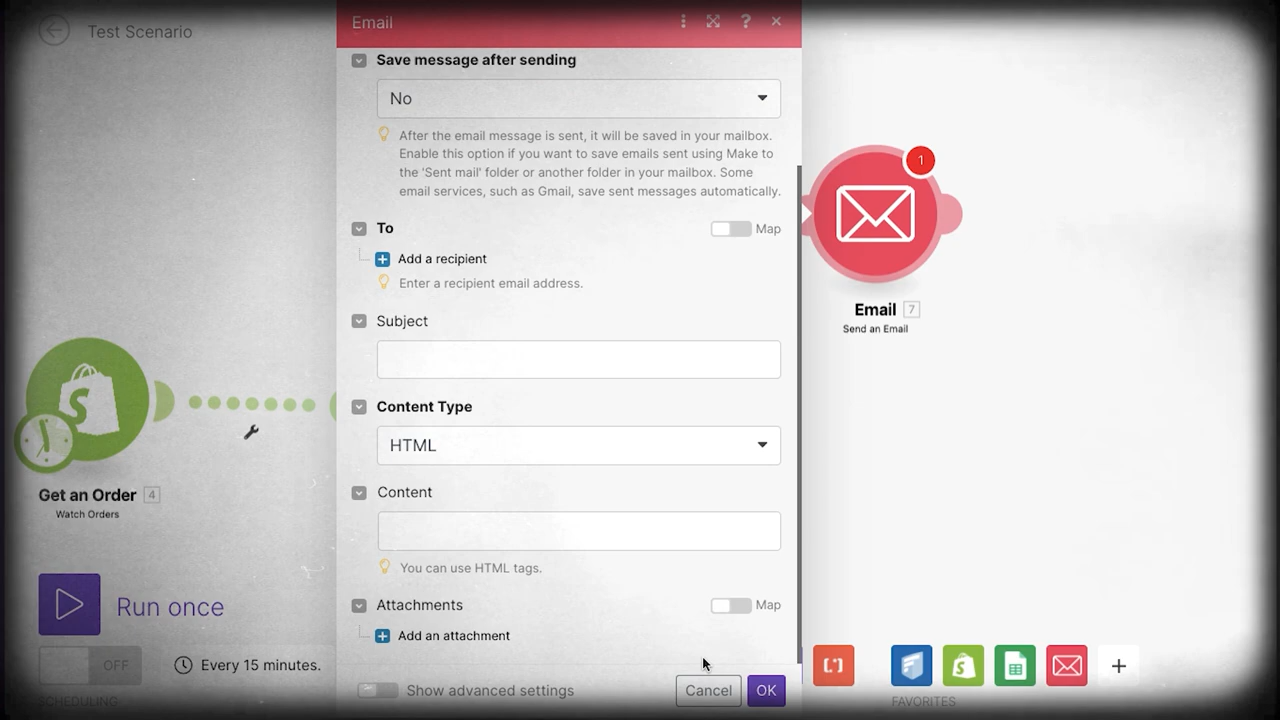 Test Scenario
Email
?
Save message after sending
No
After the email message is sent, it will be saved in your mailbox.
Enable this option if you want to save emails sent using Make to
the 'Sent mail' folder or another folder in your mailbox. Some
email services, such as Gmail, save sent messages automatically.
To
Map
Add a recipient
Enter a recipient email address.
Subject
Content Type
HTML
Content
You can use HTML tags.
Attachments
Map
Add an attachment
Show advanced settings
Cancel
OK
1
Email 7
Send an Email
Get an Order 4
Watch Orders
Run once
OFF
Every 15 minutes.
SCHEDULING
FAVORITES